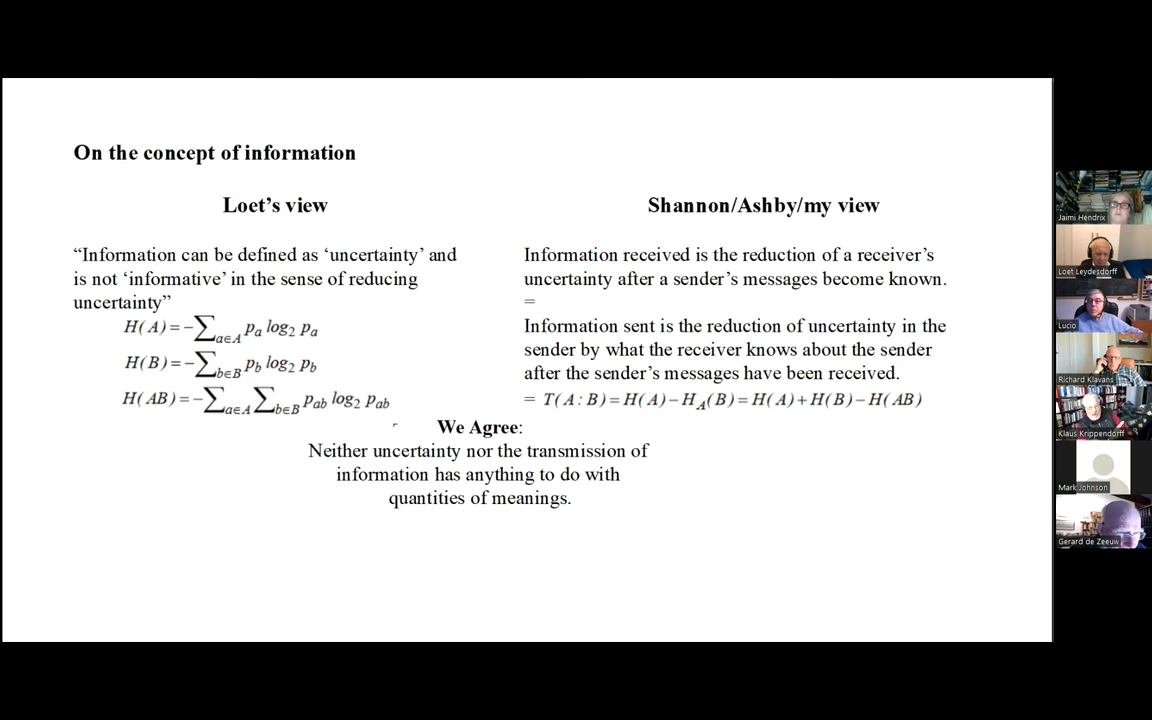 On the concept of information
Loet’s view
“Information can be defined as ‘uncertainty’ and
is not ‘informative’ in the sense of reducing
uncertainty”
H(A) = −∑a∈A pa log2 pa
H(B) = −∑b∈B pb log2 pb
H(AB) = −∑a∈A ∑b∈B pab log2 pab
Shannon/Ashby/my view
Information received is the reduction of a receiver’s
uncertainty after a sender’s messages become known.
=
Information sent is the reduction of uncertainty in the
sender by what the receiver knows about the sender
after the sender’s messages have been received.
= T(A : B) = H(A) − HA(B) = H(A) + H(B) − H(AB)
We Agree:
Neither uncertainty nor the transmission of
information has anything to do with
quantities of meanings.
Jaimi Hendrix
Loet Leydesdorff
Lucio
Richard Klavans
Klaus Krippendorff
Mark Johnson
Gerard de Zeeuw